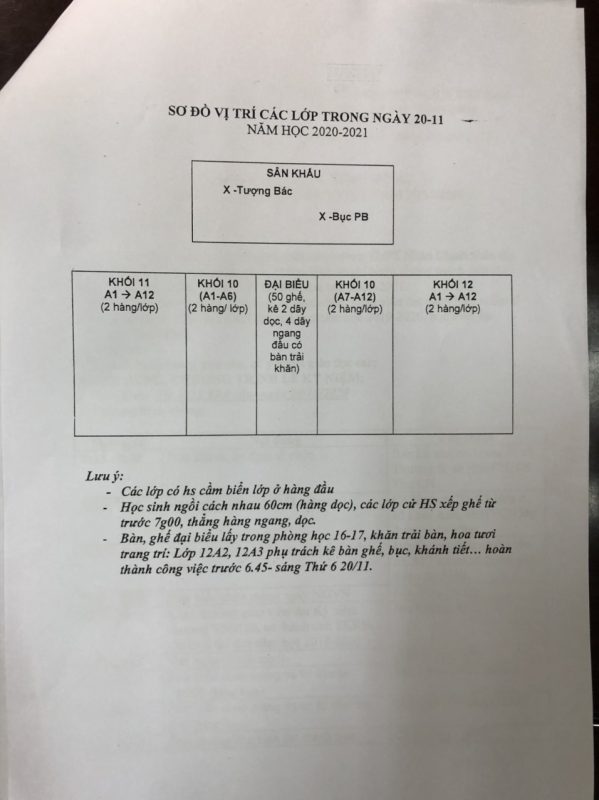 SƠ ĐỒ VỊ TRÍ CÁC LỚP TRONG NGÀY 20-11
NĂM HỌC 2020-2021
SÂN KHẤU
X -Tượng Bác
X -Bục PB
KHỐI 11
A1 → A12
(2 hàng/lớp)
KHỐI 10
(A1-A6)
(2 hàng/ lớp)
ĐẠI BIỂU
(50 ghế,
kê 2 dãy
dọc, 4 dãy
ngang
đầu có
bàn trải
khăn)
KHỐI 10
(A7-A12)
(2 hàng/lớp)
KHỐI 12
A1 → A12
(2 hàng/lớp)
Lưu ý:
- Các lớp có hs cầm biển lớp ở hàng đầu
- Học sinh ngồi cách nhau 60cm (hàng dọc), các lớp cử HS xếp ghế từ
trước 7g00, thẳng hàng ngang, dọc.
- Bàn, ghế đại biểu lấy trong phòng học 16-17, khăn trải bàn, hoa tươi
trang trí: Lớp 12A2, 12A3 phụ trách kê bàn ghế, bục, khánh tiết… hoàn
thành công việc trước 6.45- sáng Thứ 6 20/11.